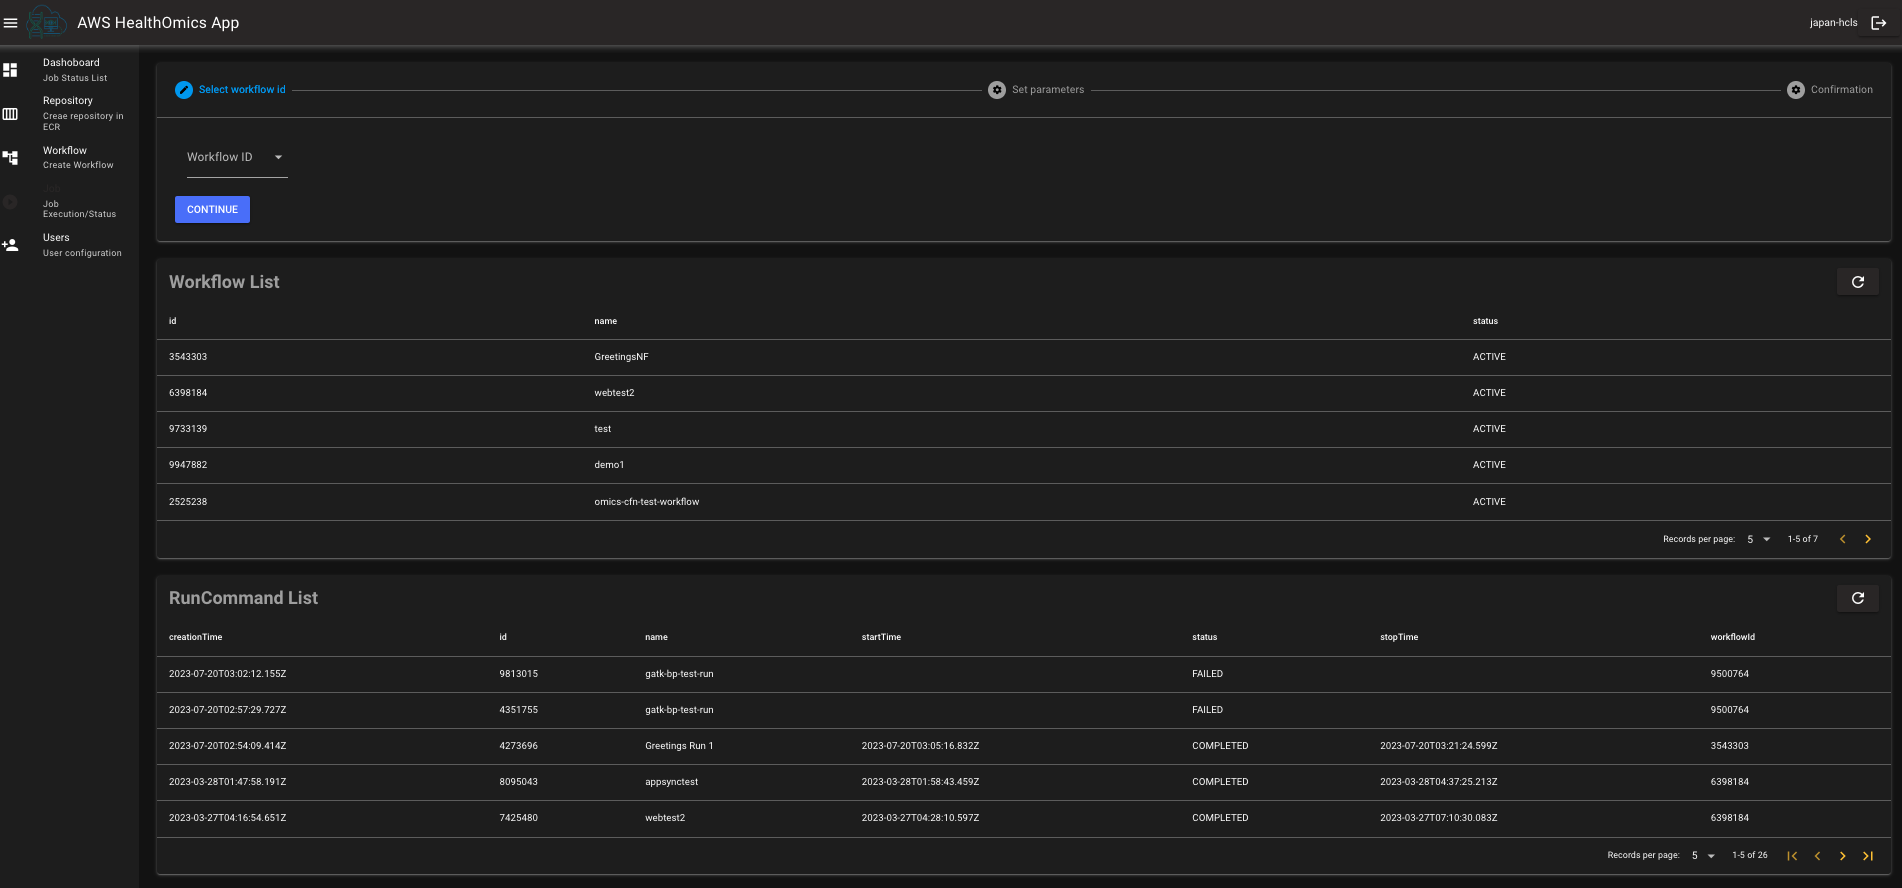 AWS HealthOmics App
japan-hcls
Dashoboard
Job Status List
Repository
Creae repository in
ECR
Workflow
Create Workflow
Job
Job
Execution/Status
Users
User configuration
Select workflow id
Set parameters
Confirmation
Workflow ID
CONTINUE
Workflow List
id name status
3543303 GreetingsNF ACTIVE
6398184 webtest2 ACTIVE
9733139 test ACTIVE
9947882 demo1 ACTIVE
2525238 omics-cfn-test-workflow ACTIVE
Records per page: 5 1-5 of 7
RunCommand List
creationTime id name startTime status stopTime workflowId
2023-07-20T03:02:12.155Z 9813015 gatk-bp-test-run FAILED 9500764
2023-07-20T02:57:29.727Z 4351755 gatk-bp-test-run FAILED 9500764
2023-07-20T02:54:09.414Z 4273696 Greetings Run 1 2023-07-20T03:05:16.832Z COMPLETED 2023-07-20T03:21:24.599Z 3543303
2023-03-28T01:47:58.191Z 8095043 appsynctest 2023-03-28T01:58:43.459Z COMPLETED 2023-03-28T04:37:25.213Z 6398184
2023-03-27T04:16:54.651Z 7425480 webtest2 2023-03-27T04:28:10.597Z COMPLETED 2023-03-27T07:10:30.083Z 6398184
Records per page: 5 1-5 of 26